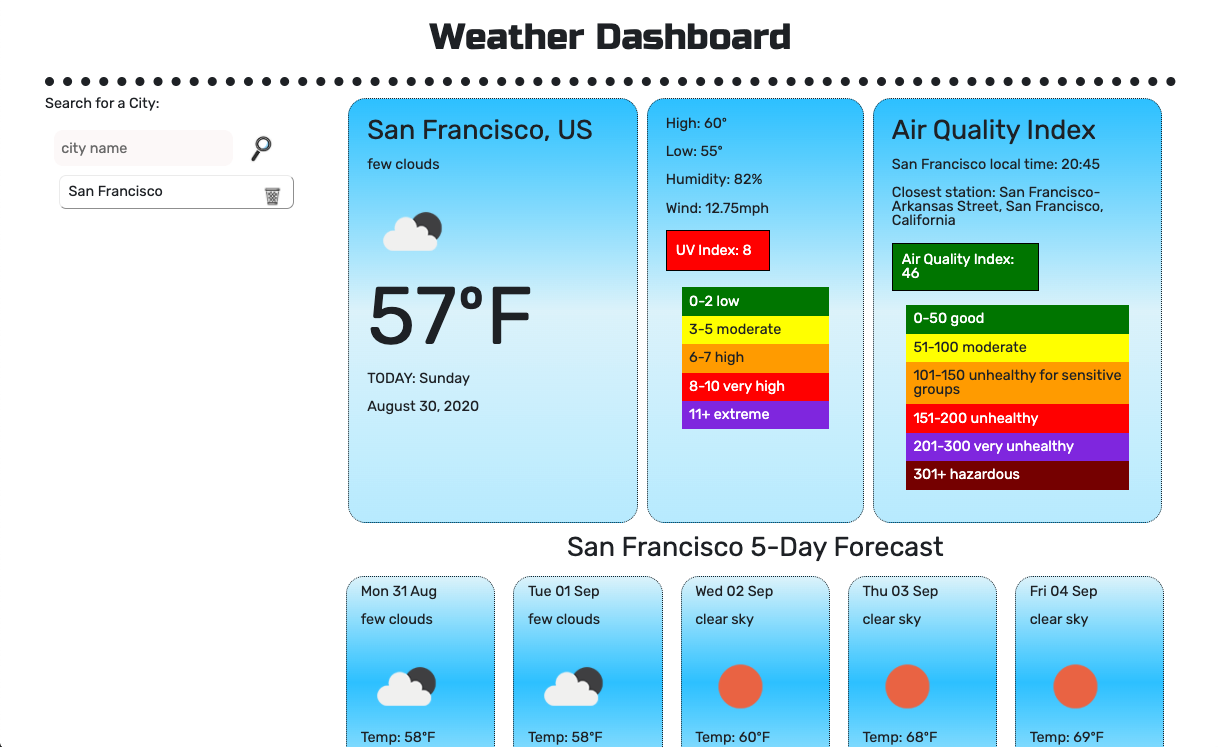 Weather Dashboard
Search for a City:
city name
San Francisco
San Francisco, US
few clouds
57°F
TODAY: Sunday
August 30, 2020
High: 60°
Low: 55°
Humidity: 82%
Wind: 12.75mph
UV Index: 8
0-2 low
3-5 moderate
6-7 high
8-10 very high
11+ extreme
Air Quality Index
San Francisco local time: 20:45
Closest station: San Francisco-
Arkansas Street, San Francisco,
California
Air Quality Index:
46
0-50 good
51-100 moderate
101-150 unhealthy for sensitive
groups
151-200 unhealthy
201-300 very unhealthy
301+ hazardous
San Francisco 5-Day Forecast
Mon 31 Aug
few clouds
Temp: 58°F
Tue 01 Sep
few clouds
Temp: 58°F
Wed 02 Sep
clear sky
Temp: 60°F
Thu 03 Sep
clear sky
Temp: 68°F
Fri 04 Sep
clear sky
Temp: 69°F